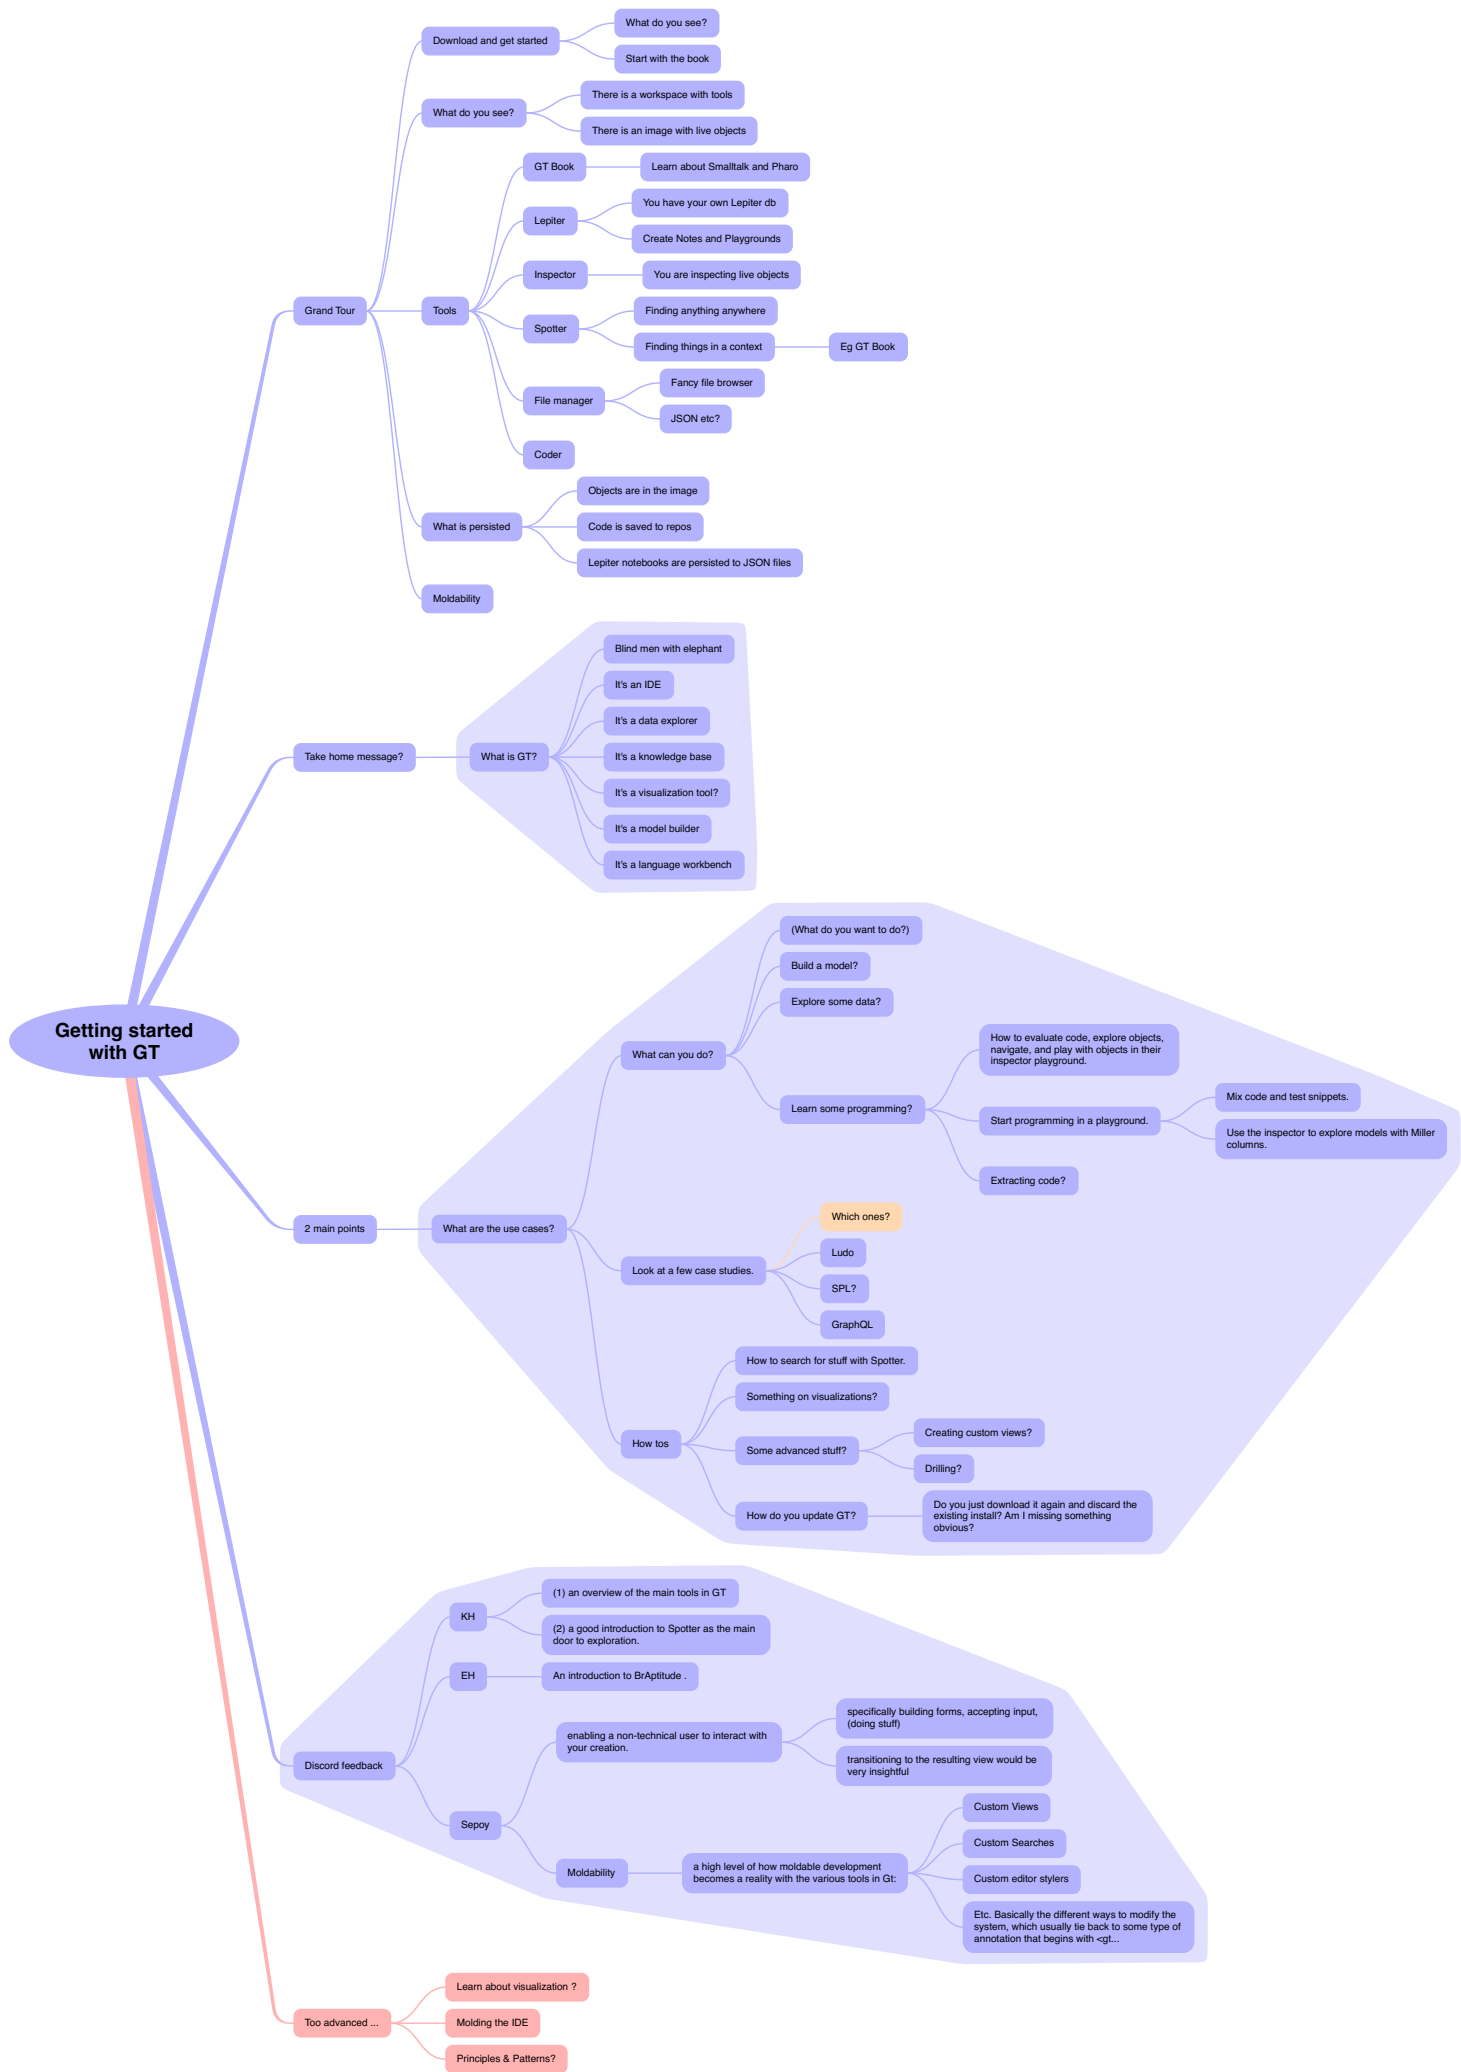 Getting started
with GT
Grand Tour
Download and get started
What do you see?
Start with the book
What do you see?
There is a workspace with tools
There is an image with live objects
Tools
GT Book
Learn about Smalltalk and Pharo
Lepiter
You have your own Lepiter db
Create Notes and Playgrounds
Inspector
You are inspecting live objects
Spotter
Finding anything anywhere
Finding things in a context
Eg GT Book
File manager
Fancy file browser
JSON etc?
Coder
What is persisted
Objects are in the image
Code is saved to repos
Lepiter notebooks are persisted to JSON files
Moldability
Take home message?
What is GT?
Blind men with elephant
It's an IDE
It's a data explorer
It's a knowledge base
It's a visualization tool?
It's a model builder
It's a language workbench
2 main points
What are the use cases?
What can you do?
(What do you want to do?)
Build a model?
Explore some data?
Learn some programming?
How to evaluate code, explore objects,
navigate, and play with objects in their
inspector playground.
Start programming in a playground.
Mix code and test snippets.
Use the inspector to explore models with Miller
columns.
Extracting code?
Look at a few case studies.
Which ones?
Ludo
SPL?
GraphQL
How tos
How to search for stuff with Spotter.
Something on visualizations?
Some advanced stuff?
Creating custom views?
Drilling?
How do you update GT?
Do you just download it again and discard the
existing install? Am I missing something
obvious?
Discord feedback
KH
(1) an overview of the main tools in GT
(2) a good introduction to Spotter as the main
door to exploration.
EH
An introduction to BrAptitude .
Sepoy
enabling a non-technical user to interact with
your creation.
specifically building forms, accepting input,
(doing stuff)
transitioning to the resulting view would be
very insightful
Moldability
a high level of how moldable development
becomes a reality with the various tools in Gt:
Custom Views
Custom Searches
Custom editor stylers
Etc. Basically the different ways to modify the
system, which usually tie back to some type of
annotation that begins with <gt...
Too advanced ...
Learn about visualization ?
Molding the IDE
Principles & Patterns?